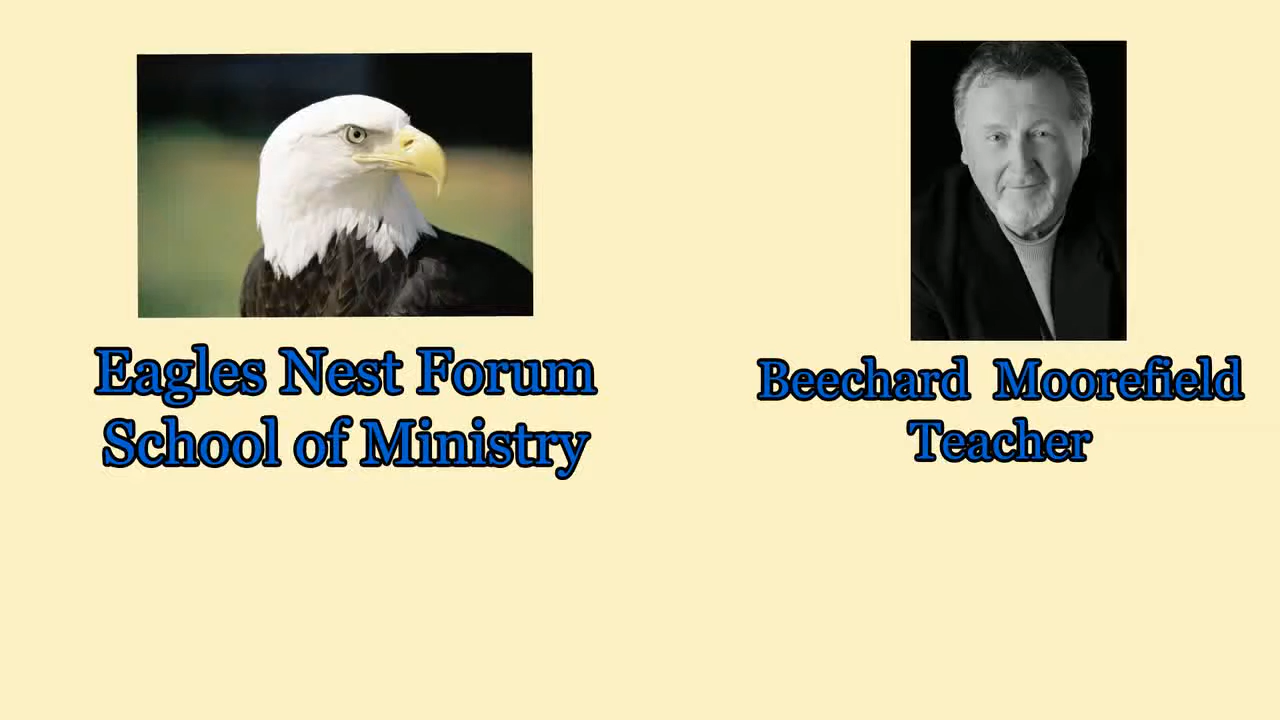 Eagles Nest Forum
School of Ministry
Beechard Moorefield
Teacher